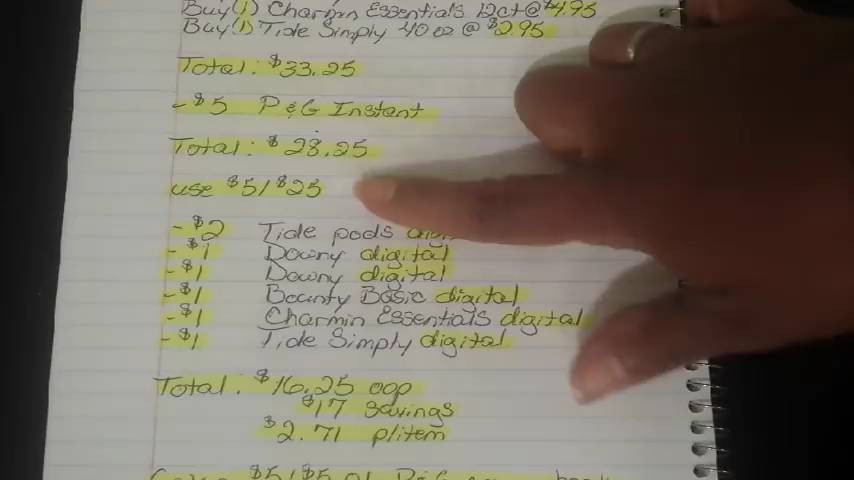 Buy(1) Charmin Essentials 12ct @ $4.95
Buy(1) Tide Simply 40 oz @ $2.95
Total: $33.25
-$5 P&G Instant
Total: $28.25
use $5/$25
-$2 Tide pods
-$1 Downy digital
-$1 Downy digital
-$1 Bounty Basic digital
-$1 Charmin Essentials digital
-$1 Tide Simply digital
Total: $16.25 oop
$17 savings
$2.71 p/item